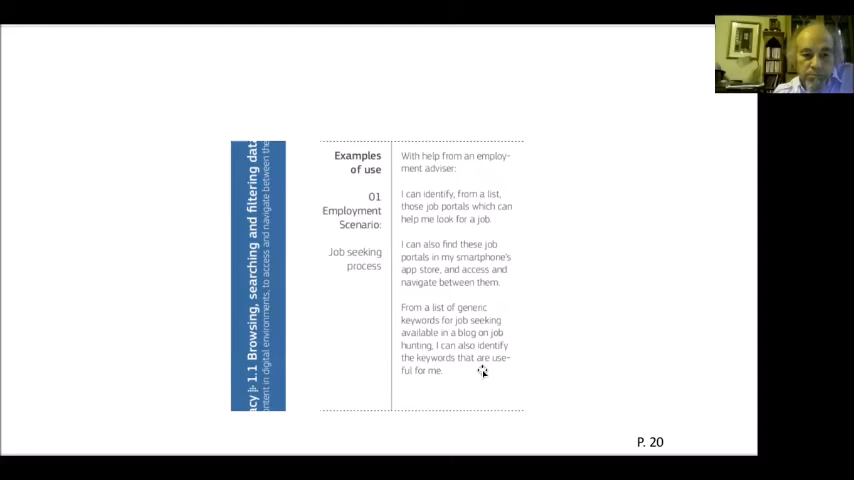 acy 1.1 Browsing, searching and filtering data
ontent in digital environments, to access and navigate between the
Examples
of use
01
Employment
Scenario:
Job seeking
process
With help from an employ-
ment adviser:
I can identify, from a list,
those job portals which can
help me look for a job.
I can also find these job
portals in my smartphone's
app store, and access and
navigate between them.
From a list of generic
keywords for job seeking
available in a blog on job
hunting, I can also identify
the keywords that are use-
ful for me.
P. 20